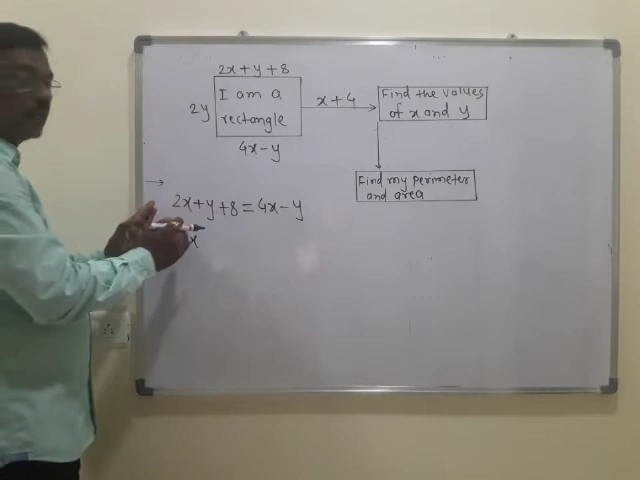 2x+y+8
2y
I am a
rectangle
x+4
4x-y
Find the values
of x and y
Find my perimeter
and area
→
2x+y+8=4x-y
x